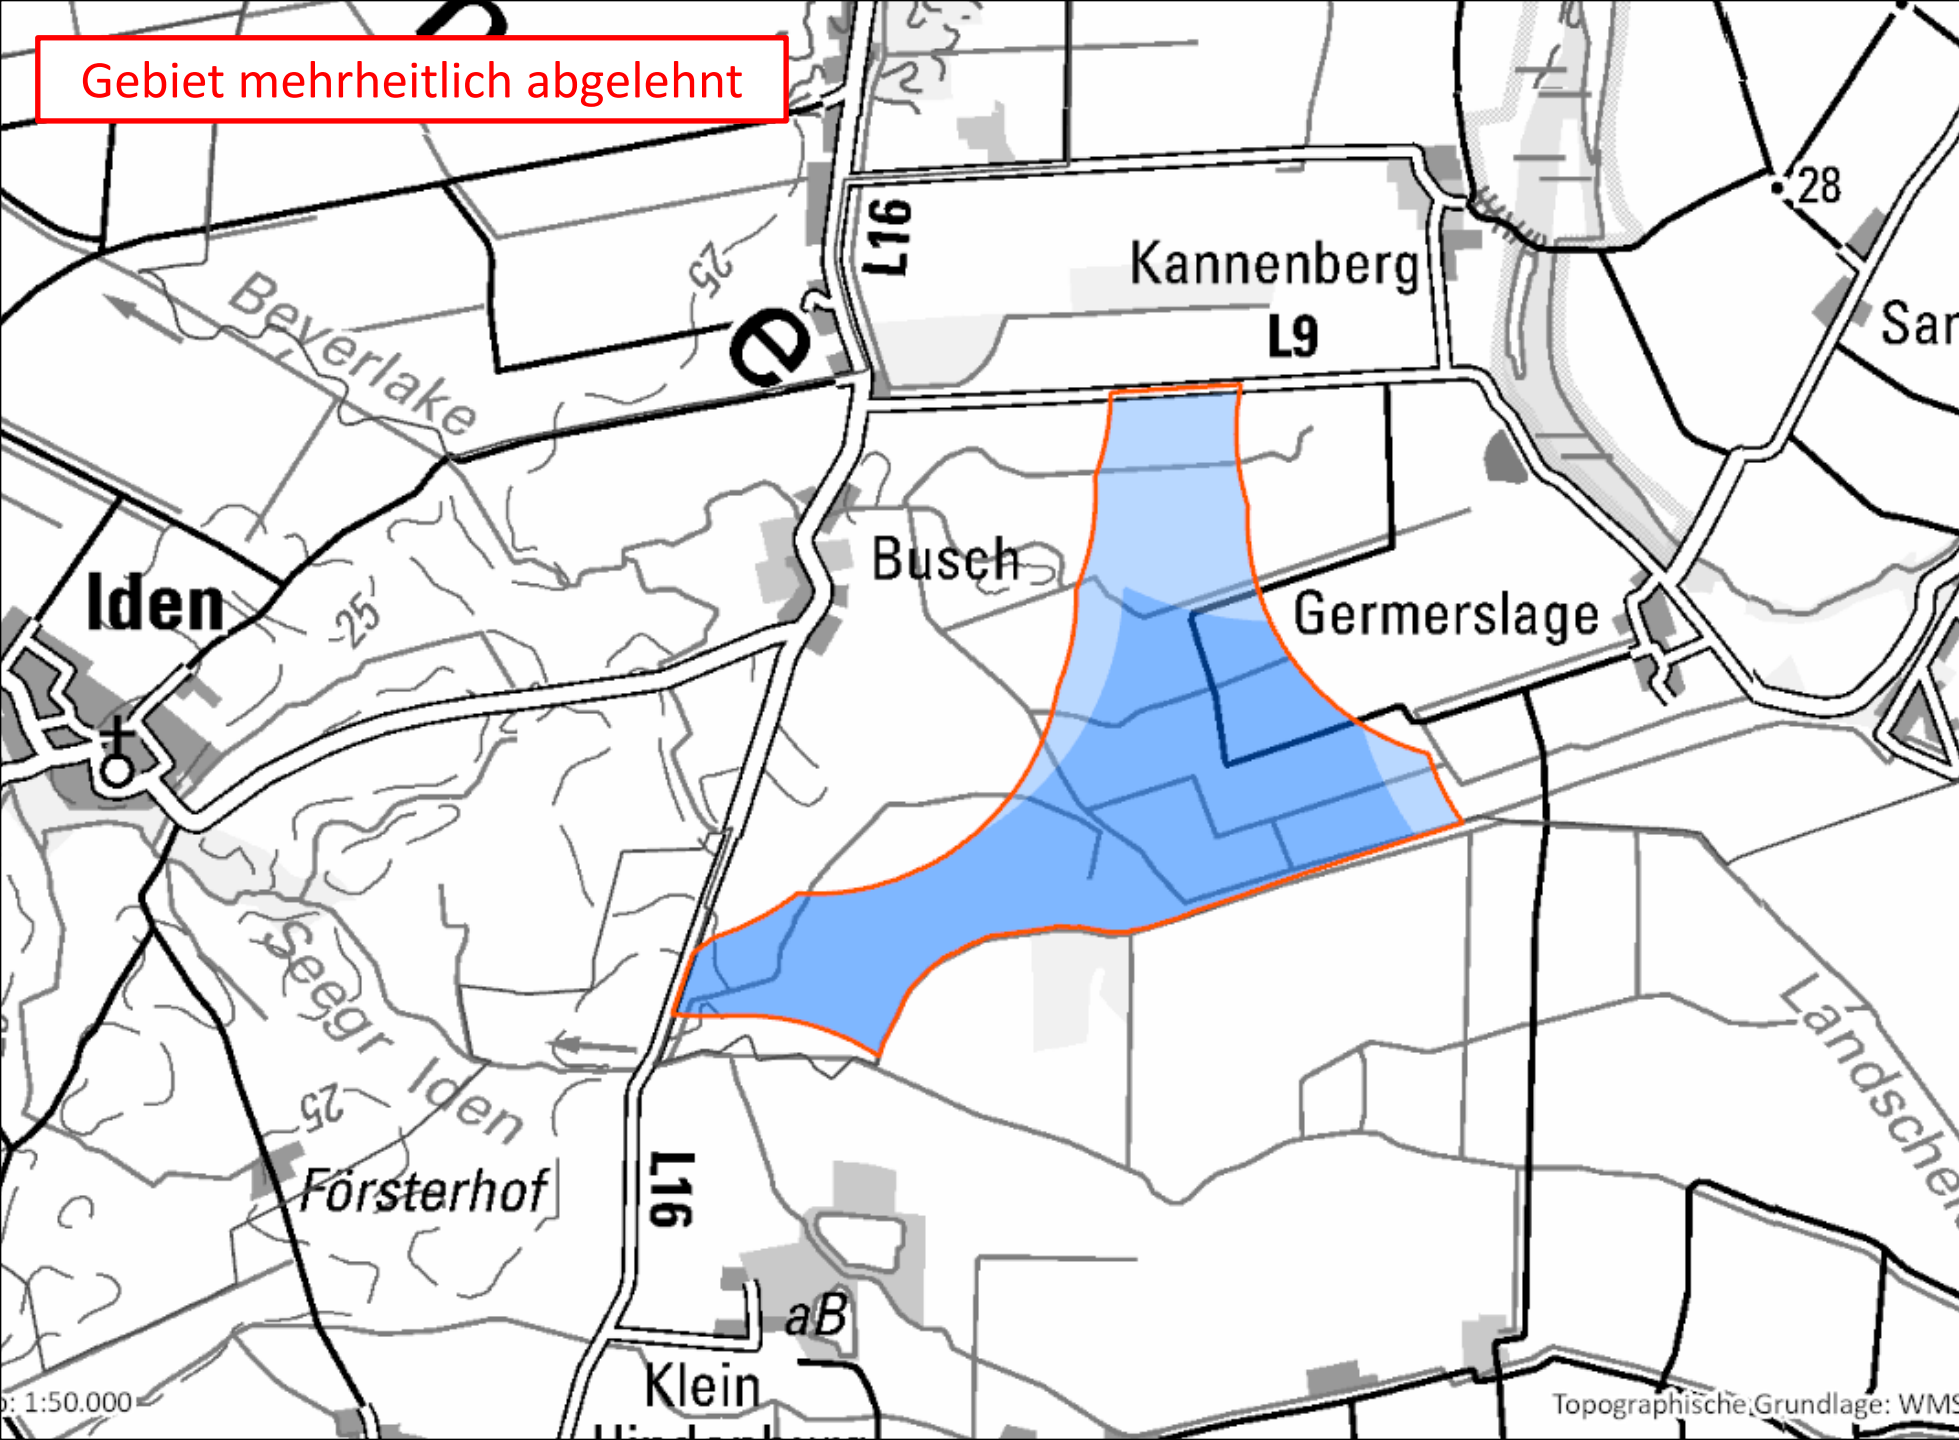 Gebiet mehrheitlich abgelehnt
28
L16
25
Kannenberg
Beverlake
L9
e
Busch
Iden
25
Germerslage
Seegr Iden
25
Försterhof
L16
aB
Klein
1:50.000
Topographische Grundlage: WMS